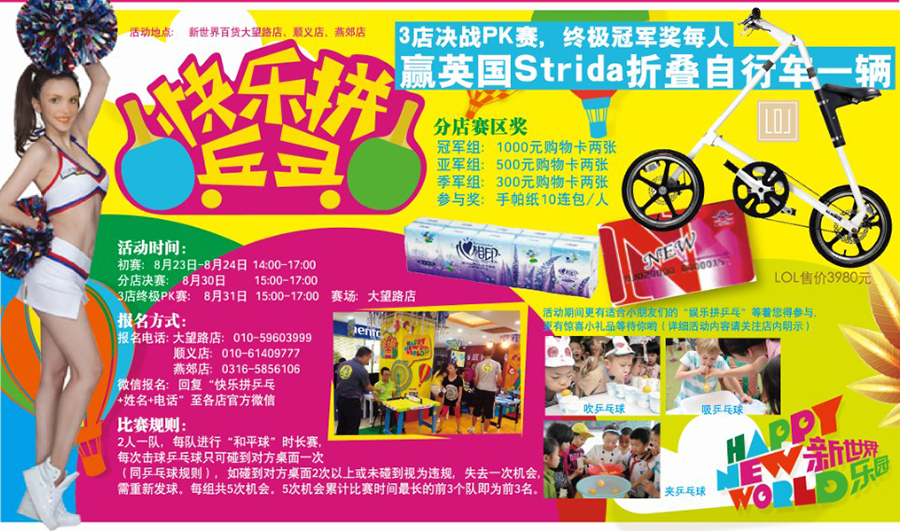 活动地点： 新世界百货大望路店、顺义店、燕郊店
3店决战PK赛，终极冠军奖每人
赢英国Strida折叠自行车一辆
快乐拼
乒乓
LOJ
分店赛区奖
冠军组：1000元购物卡两张
亚军组：500元购物卡两张
季军组：300元购物卡两张
参与奖：手帕纸10连包/人
心相印
NEW
LOL售价3980元
活动时间：
初赛：8月23日-8月24日 14:00-17:00
分店决赛：8月30日 15:00-17:00
3店终极PK赛：8月31日 15:00-17:00 赛场：大望路店
报名方式：
报名电话：大望路店：010-59603999
顺义店：010-61409777
燕郊店：0316-5856106
微信报名：回复“快乐拼乒乓
+姓名+电话”至各店官方微信
比赛规则：
2人一队，每队进行“和平球”时长赛，
每次击球乒乓球只可碰到对方桌面一次
（同乒乓球规则），如碰到对方桌面2次以上或未碰到视为违规，失去一次机会，
需重新发球。每组共5次机会。5次机会累计比赛时间最长的前3个队即为前3名。
活动期间更有适合小朋友们的“娱乐拼乒乓”等着您得参与，
更有惊喜小礼品等待你哟（详细活动内容请关注店内明示）
吹乒乓球
吸乒乓球
夹乒乓球
HAPPY
NEW 新世界
WORLD 乐园